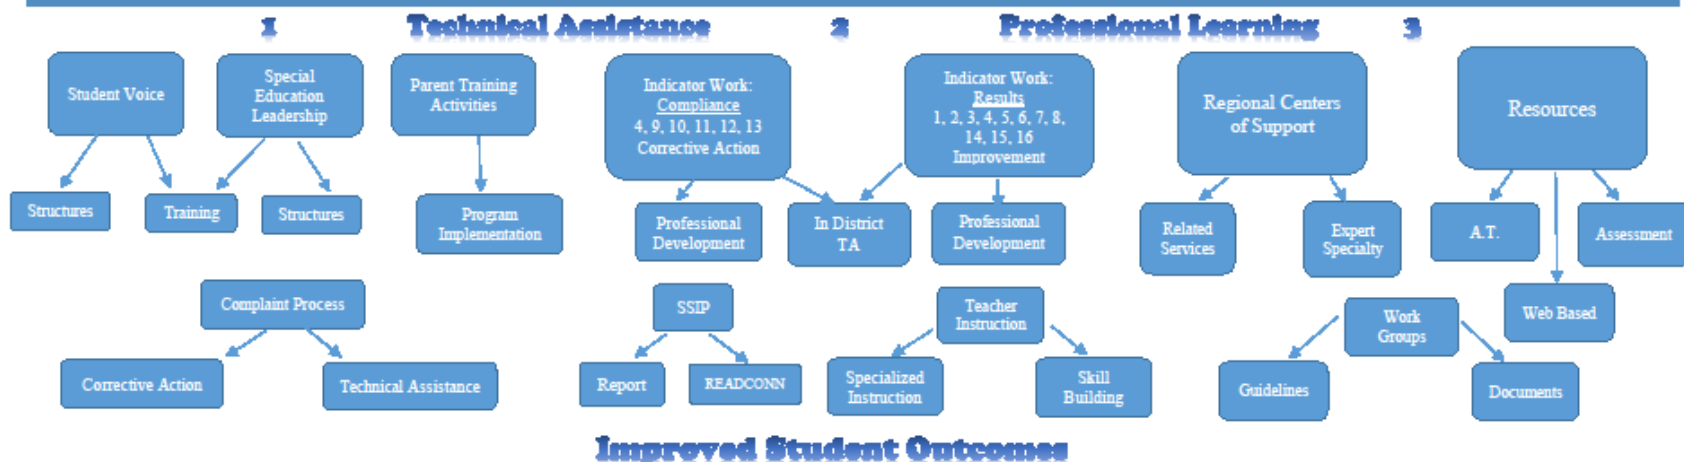 1 Technical Assistance 2 Professional Learning 3
Student Voice
Special
Education
Leadership
Parent Training
Activities
Indicator Work:
Compliance
4, 9, 10, 11, 12, 13
Corrective Action
Indicator Work:
Results
1, 2, 3, 4, 5, 6, 7, 8,
14, 15, 16
Improvement
Regional Centers
of Support
Resources
Structures
Training
Structures
Program
Implementation
Professional
Development
In District
TA
Professional
Development
Related
Services
Expert
Specialty
A.T.
Assessment
Complaint Process
SSIP
Teacher
Instruction
Work
Groups
Web Based
Corrective Action
Technical Assistance
Report
READCONN
Specialized
Instruction
Skill
Building
Guidelines
Documents
Improved Student Outcomes